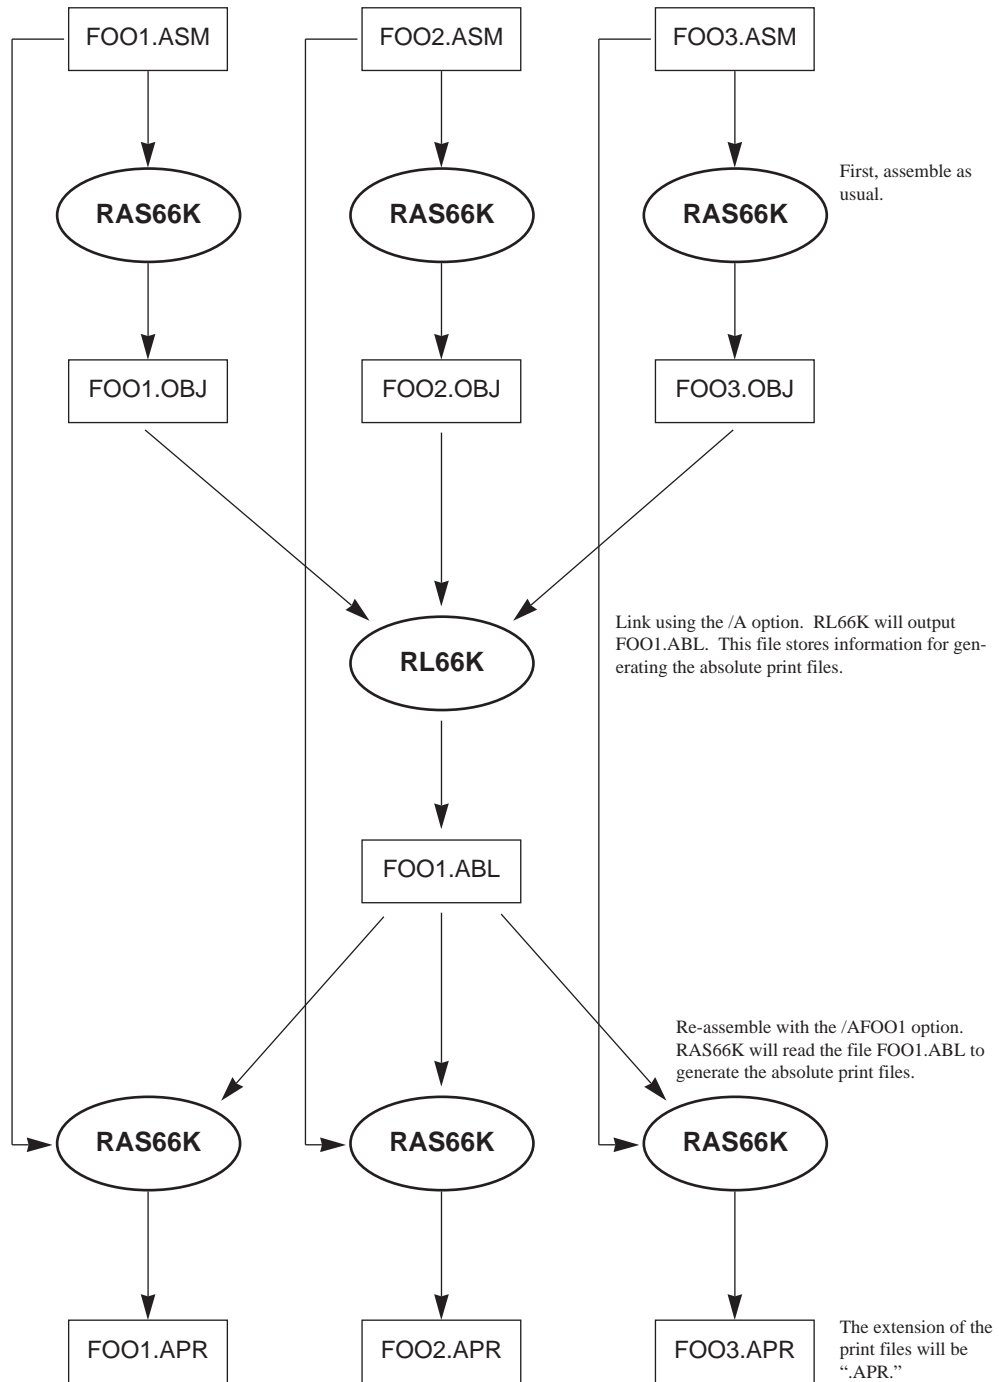 FOO1.ASM
FOO2.ASM
FOO3.ASM
RAS66K
RAS66K
RAS66K
First, assemble as
usual.
FOO1.OBJ
FOO2.OBJ
FOO3.OBJ
Link using the /A option. RL66K will output
FOO1.ABL. This file stores information for gen-
erating the absolute print files.
RL66K
FOO1.ABL
Re-assemble with the /AFOO1 option.
RAS66K will read the file FOO1.ABL to
generate the absolute print files.
RAS66K
RAS66K
RAS66K
FOO1.APR
FOO2.APR
FOO3.APR
The extension of the
print files will be
“.APR.”